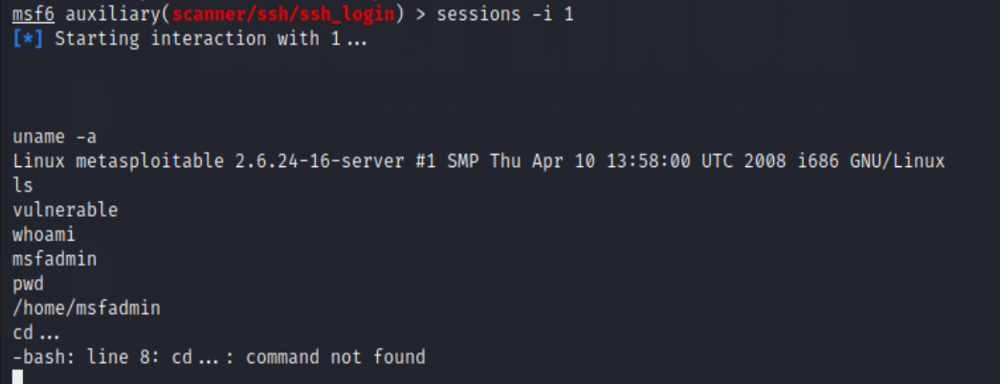 msf6 auxiliary(scanner/ssh/ssh_login) > sessions -i 1
[*] Starting interaction with 1...
uname -a
Linux metasploitable 2.6.24-16-server #1 SMP Thu Apr 10 13:58:00 UTC 2008 i686 GNU/Linux
ls
vulnerable
whoami
msfadmin
pwd
/home/msfadmin
cd...
-bash: line 8: cd...: command not found